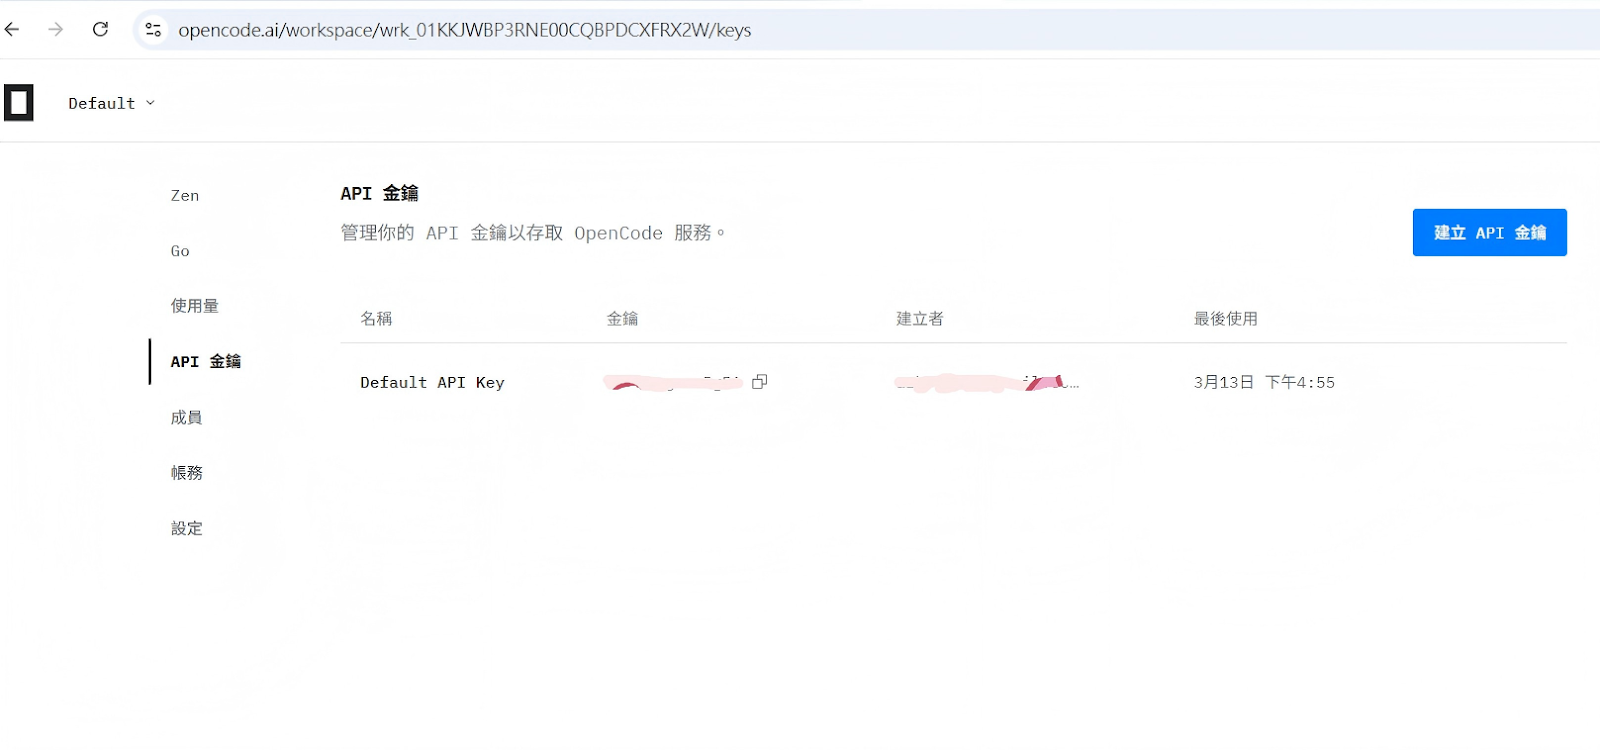 opencode.ai/workspace/wrk_01KKJWBP3RNE00CQBPDCXFRX2W/keys
Default
Zen
Go
使用量
API 金鑰
成員
帳務
設定
API 金鑰
管理你的 API 金鑰以存取 OpenCode 服務。
建立 API 金鑰
名稱 金鑰 建立者 最後使用
Default API Key 3月13日 下午4:55